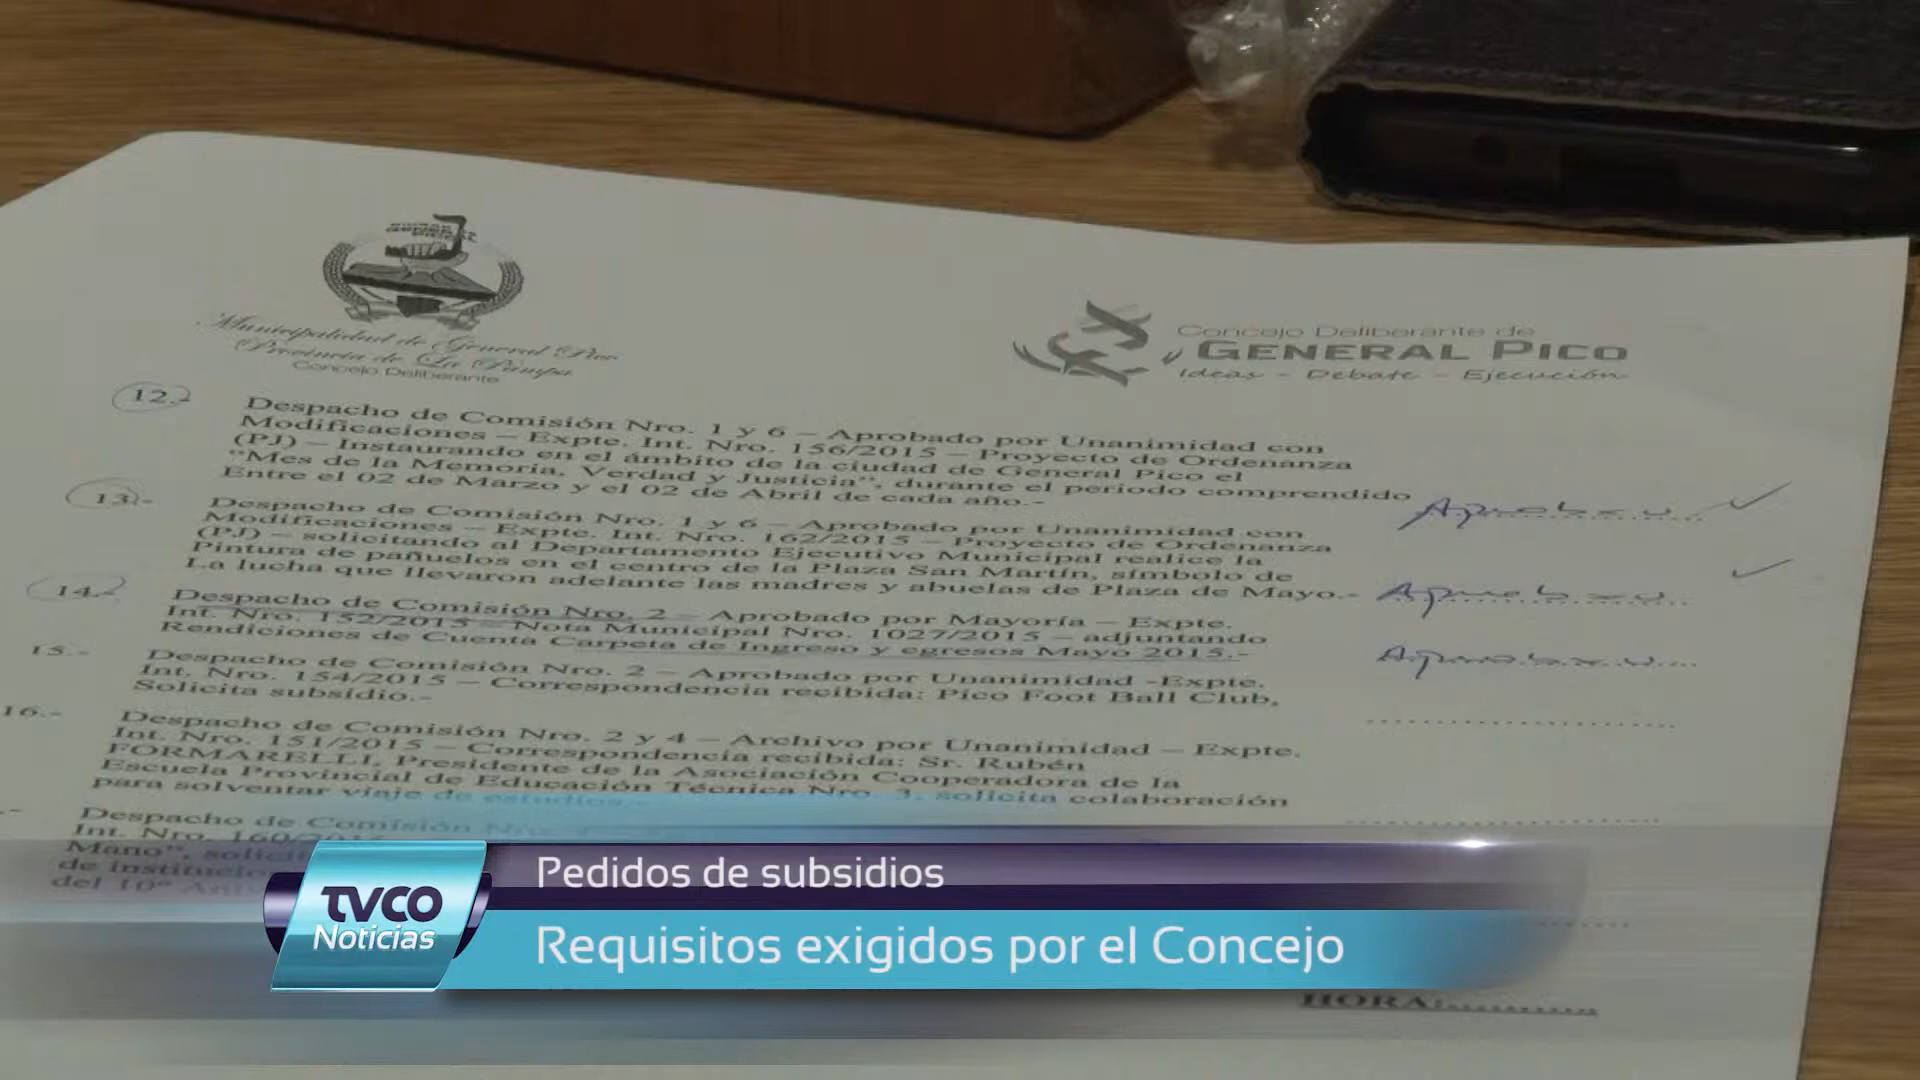 GENERAL PICO
Municipalidad de General Pico
Provincia de La Pampa
Concejo Deliberante
Concejo Deliberante de
GENERAL PICO
Ideas - Debate - Ejecución
12.- Despacho de Comisión Nro. 1 y 6 – Aprobado por Unanimidad con
Modificaciones – Expte. Int. Nro. 156/2015 – Proyecto de Ordenanza
(PJ) – Instaurando en el ámbito de la ciudad de General Pico el
"Mes de la Memoria, Verdad y Justicia", durante el periodo comprendido
Entre el 02 de Marzo y el 02 de Abril de cada año.- Aprobado
13.- Despacho de Comisión Nro. 1 y 6 – Aprobado por Unanimidad con
Modificaciones – Expte. Int. Nro. 162/2015 – Proyecto de Ordenanza
(PJ) – solicitando al Departamento Ejecutivo Municipal realice la
Pintura de pañuelos en el centro de la Plaza San Martín, símbolo de
La lucha que llevaron adelante las madres y abuelas de Plaza de Mayo.-
14.- Despacho de Comisión Nro. 2 – Aprobado por Mayoría – Expte.
Int. Nro. 152/2015 – Nota Municipal Nro. 1027/2015 – adjuntando
Rendiciones de Cuenta Carpeta de Ingreso y egresos Mayo 2015.-
15.- Despacho de Comisión Nro. 2 – Aprobado por Unanimidad -Expte.
Int. Nro. 154/2015 – Correspondencia recibida: Pico Foot Ball Club,
Solicita subsidio.-
16.- Despacho de Comisión Nro. 2 y 4 – Archivo por Unanimidad – Expte.
Int. Nro. 151/2015 – Correspondencia recibida: Sr. Rubén
FORMARELLI, Presidente de la Asociación Cooperadora de la
Escuela Provincial de Educación Técnica Nro. 3, solicita colaboración
para solventar viaje de estudios.-
Despacho de Comisión Nro.
Int. Nro. 160/2015
Mano",
de
del 10°
TVCO
Noticias
Pedidos de subsidios
Requisitos exigidos por el Concejo
HORA: